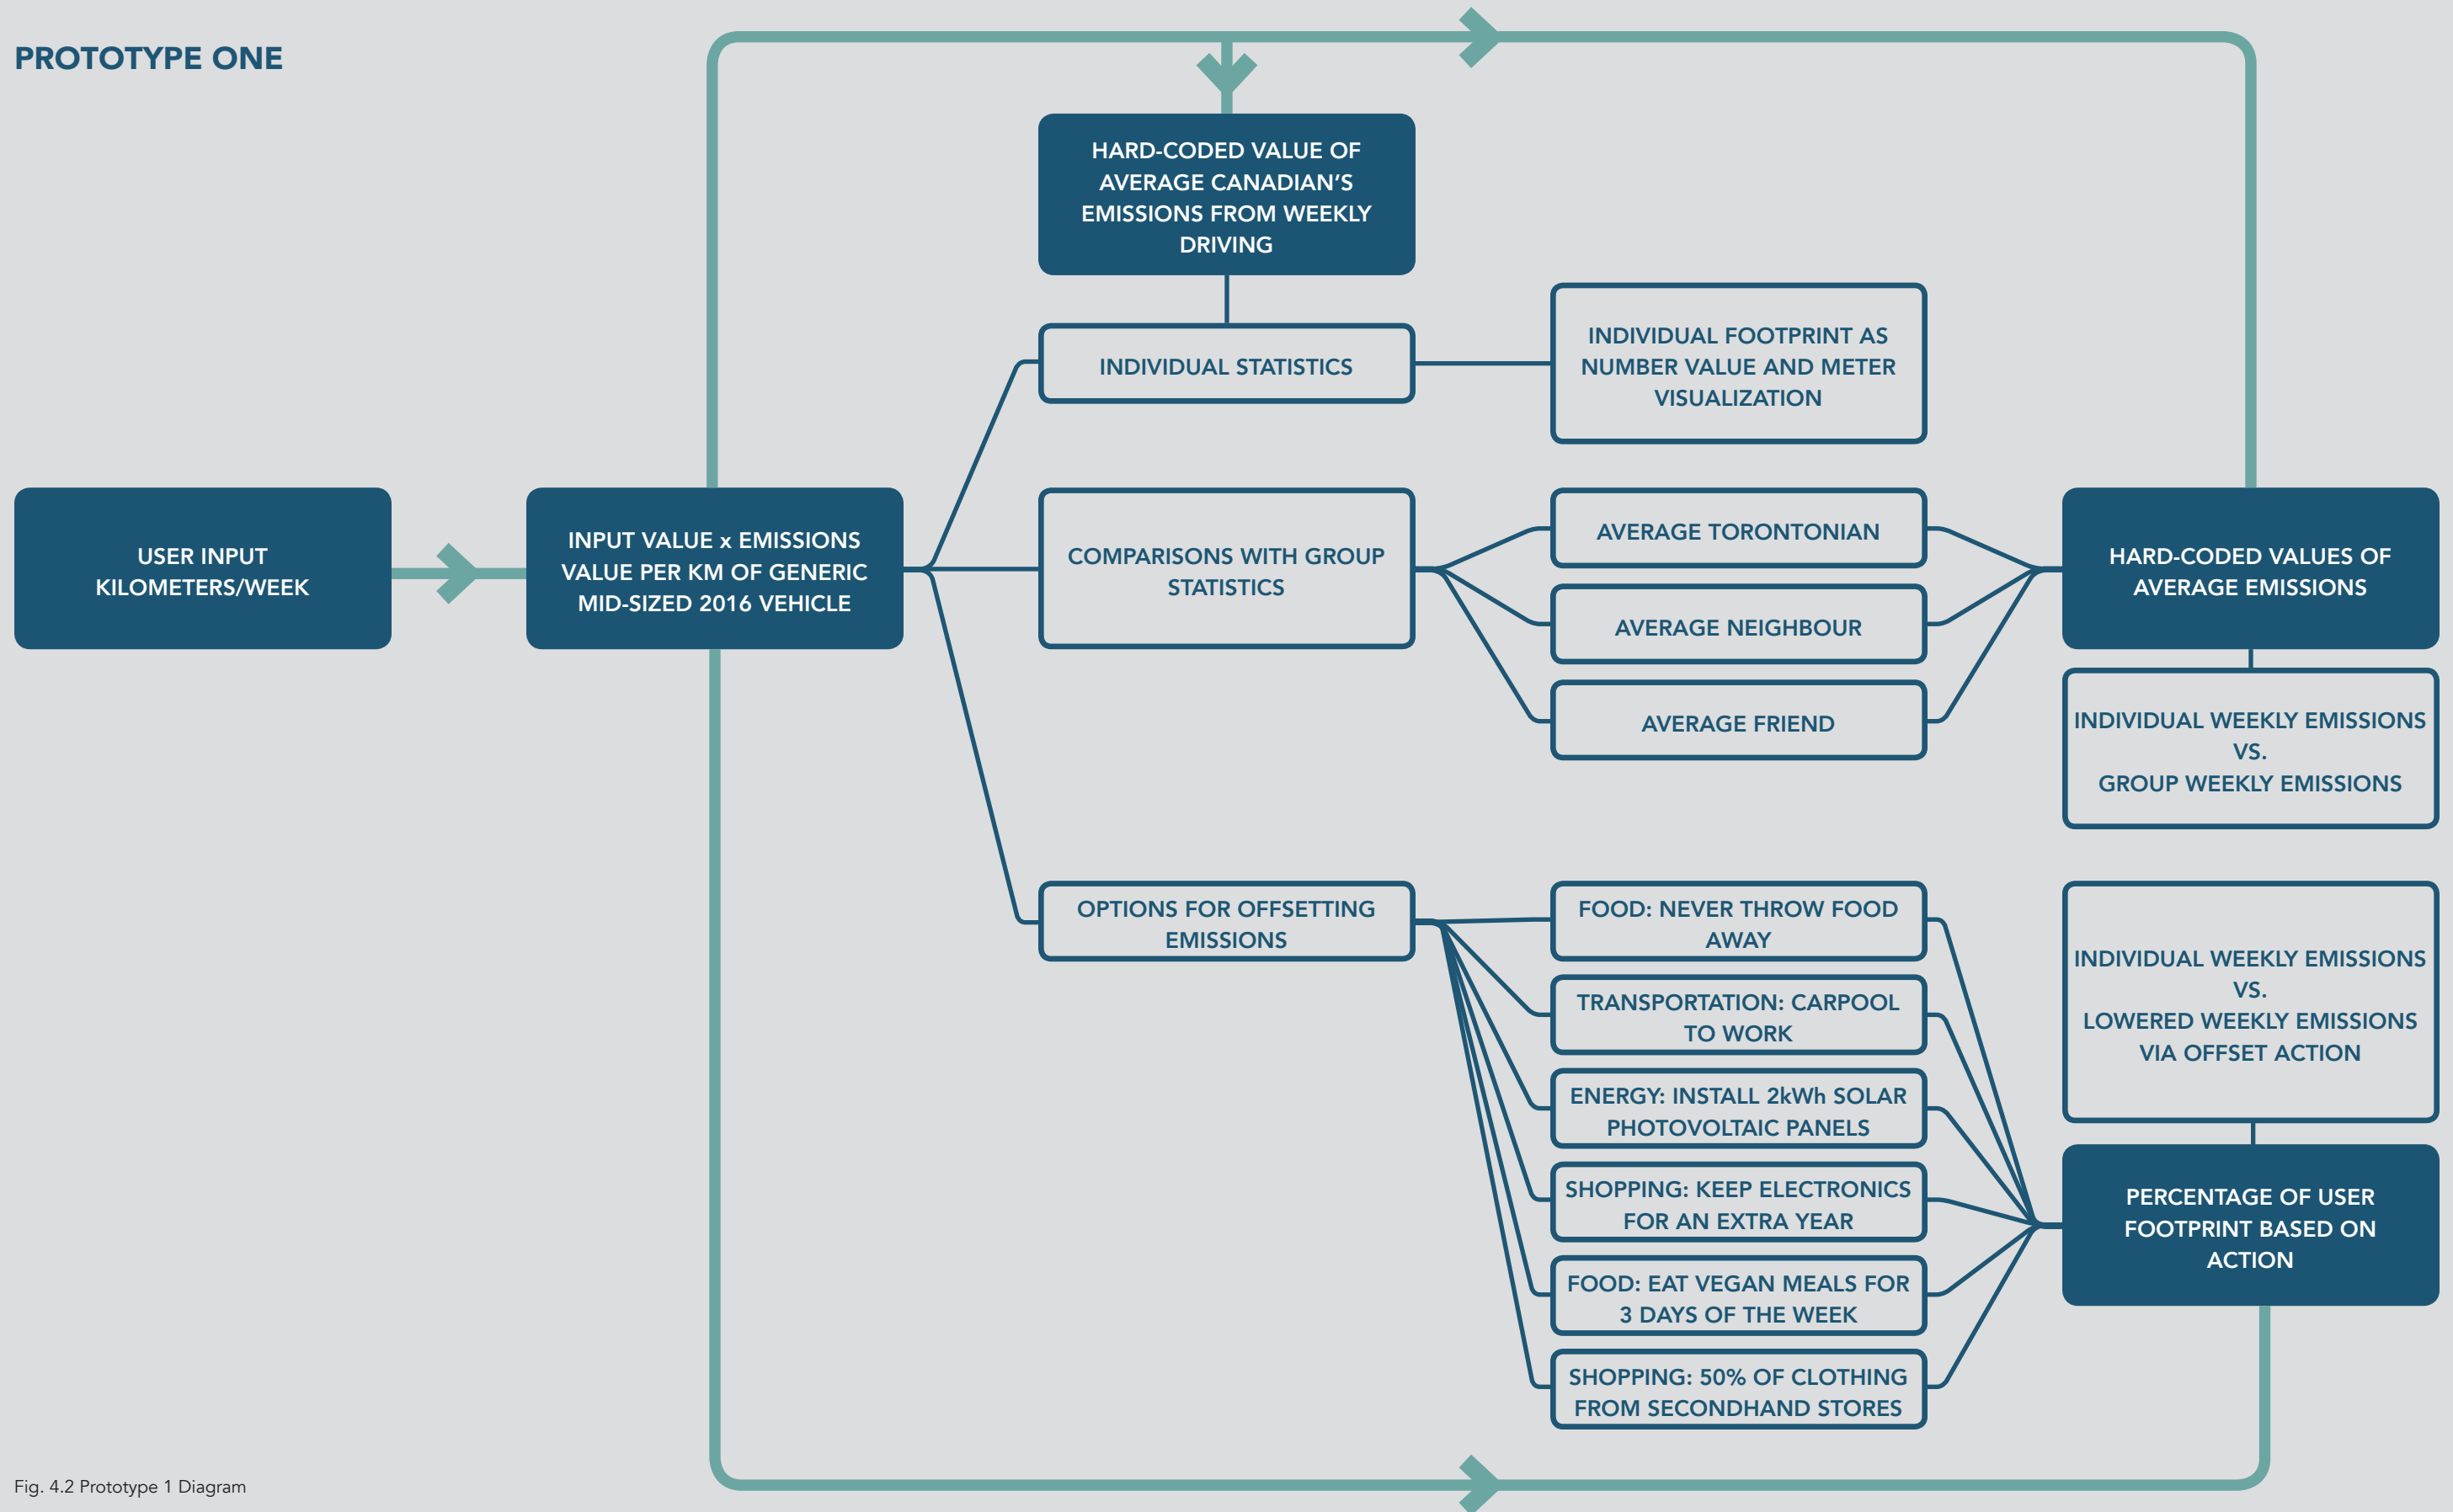 PROTOTYPE ONE
HARD-CODED VALUE OF
AVERAGE CANADIAN'S
EMISSIONS FROM WEEKLY
DRIVING
INDIVIDUAL STATISTICS
INDIVIDUAL FOOTPRINT AS
NUMBER VALUE AND METER
VISUALIZATION
USER INPUT
KILOMETERS/WEEK
INPUT VALUE x EMISSIONS
VALUE PER KM OF GENERIC
MID-SIZED 2016 VEHICLE
COMPARISONS WITH GROUP
STATISTICS
AVERAGE TORONTONIAN
AVERAGE NEIGHBOUR
AVERAGE FRIEND
HARD-CODED VALUES OF
AVERAGE EMISSIONS
INDIVIDUAL WEEKLY EMISSIONS
VS.
GROUP WEEKLY EMISSIONS
OPTIONS FOR OFFSETTING
EMISSIONS
FOOD: NEVER THROW FOOD
AWAY
TRANSPORTATION: CARPOOL
TO WORK
ENERGY: INSTALL 2kWh SOLAR
PHOTOVOLTAIC PANELS
SHOPPING: KEEP ELECTRONICS
FOR AN EXTRA YEAR
FOOD: EAT VEGAN MEALS FOR
3 DAYS OF THE WEEK
SHOPPING: 50% OF CLOTHING
FROM SECONDHAND STORES
INDIVIDUAL WEEKLY EMISSIONS
VS.
LOWERED WEEKLY EMISSIONS
VIA OFFSET ACTION
PERCENTAGE OF USER
FOOTPRINT BASED ON
ACTION
Fig. 4.2 Prototype 1 Diagram